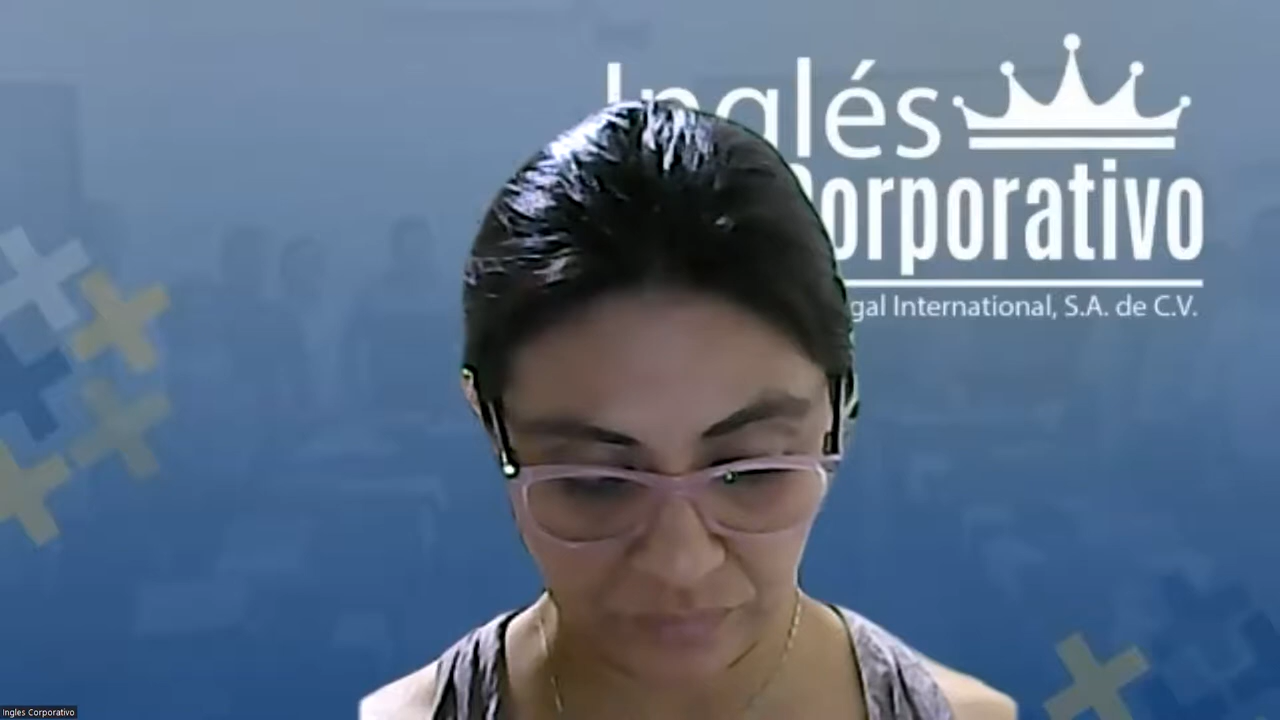 Inglés
Corporativo
gal International, S.A. de C.V.
Ingles Corporativo